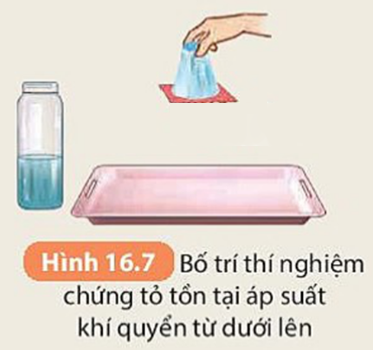 Hình 16.7 Bố trí thí nghiệm
chứng tỏ tồn tại áp suất
khí quyển từ dưới lên